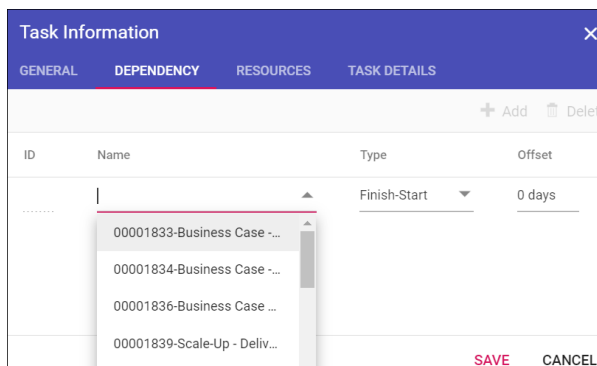 Task Information
GENERAL DEPENDENCY RESOURCES TASK DETAILS
Add
ID Name Type Offset
Finish-Start 0 days
00001833-Business Case -...
00001834-Business Case -...
00001836-Business Case ...
00001839-Scale-Up - Deliv...
SAVE CANCEL